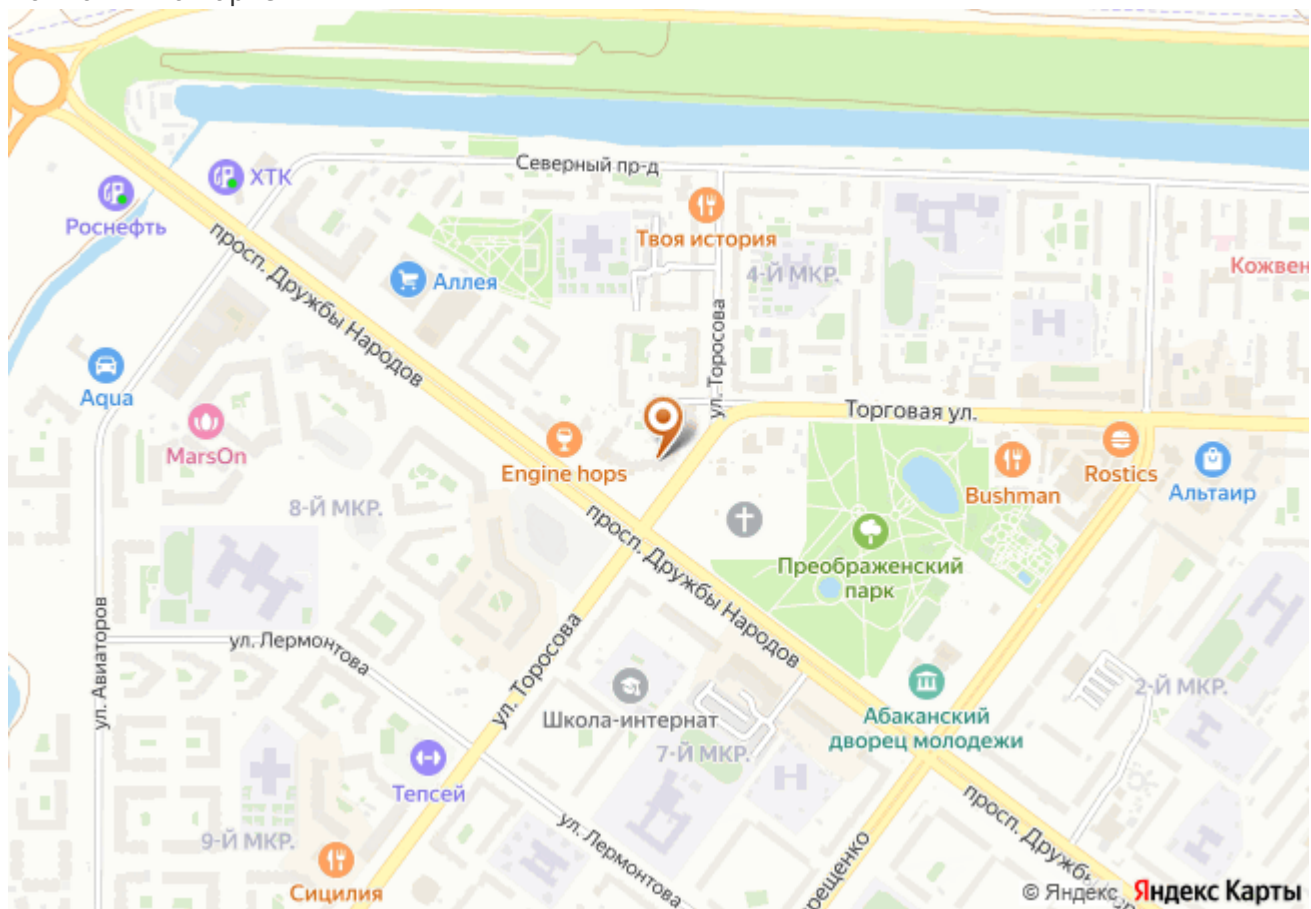 Северный пр-д
ХТК
Роснефть
Твоя история
4-Й МКР.
Кожвен
просп. Дружбы Народов
Аллея
ул. Торосова
Aqua
MarsOn
Торговая ул.
Engine hops
Bushman
Rostics
Альтаир
8-Й МКР.
просп. Дружбы Народов
Преображенский
парк
ул. Авиаторов
ул. Лермонтова
ул. Торосова
Школа-интернат
7-Й МКР.
Абаканский
дворец молодежи
2-Й МКР.
Тепсей
9-Й МКР.
Сицилия
ул. Лермонтова
рещенко
просп. Дружбы
© Яндекс Яндекс Карты